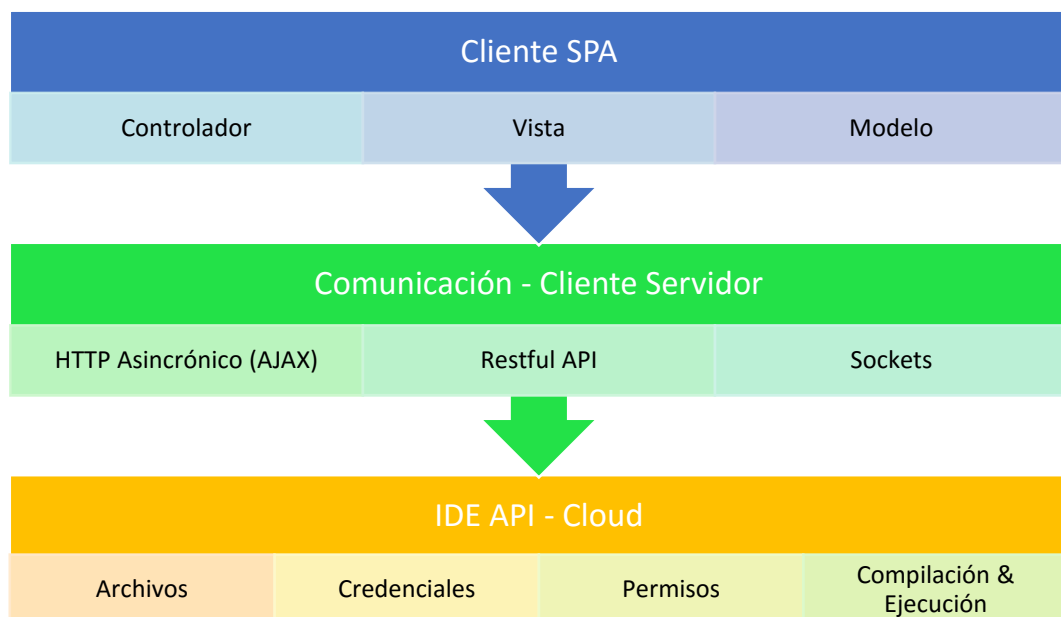 Cliente SPA
Controlador
Vista
Modelo
Comunicación - Cliente Servidor
HTTP Asincrónico (AJAX)
Restful API
Sockets
IDE API - Cloud
Archivos
Credenciales
Permisos
Compilación &
Ejecución